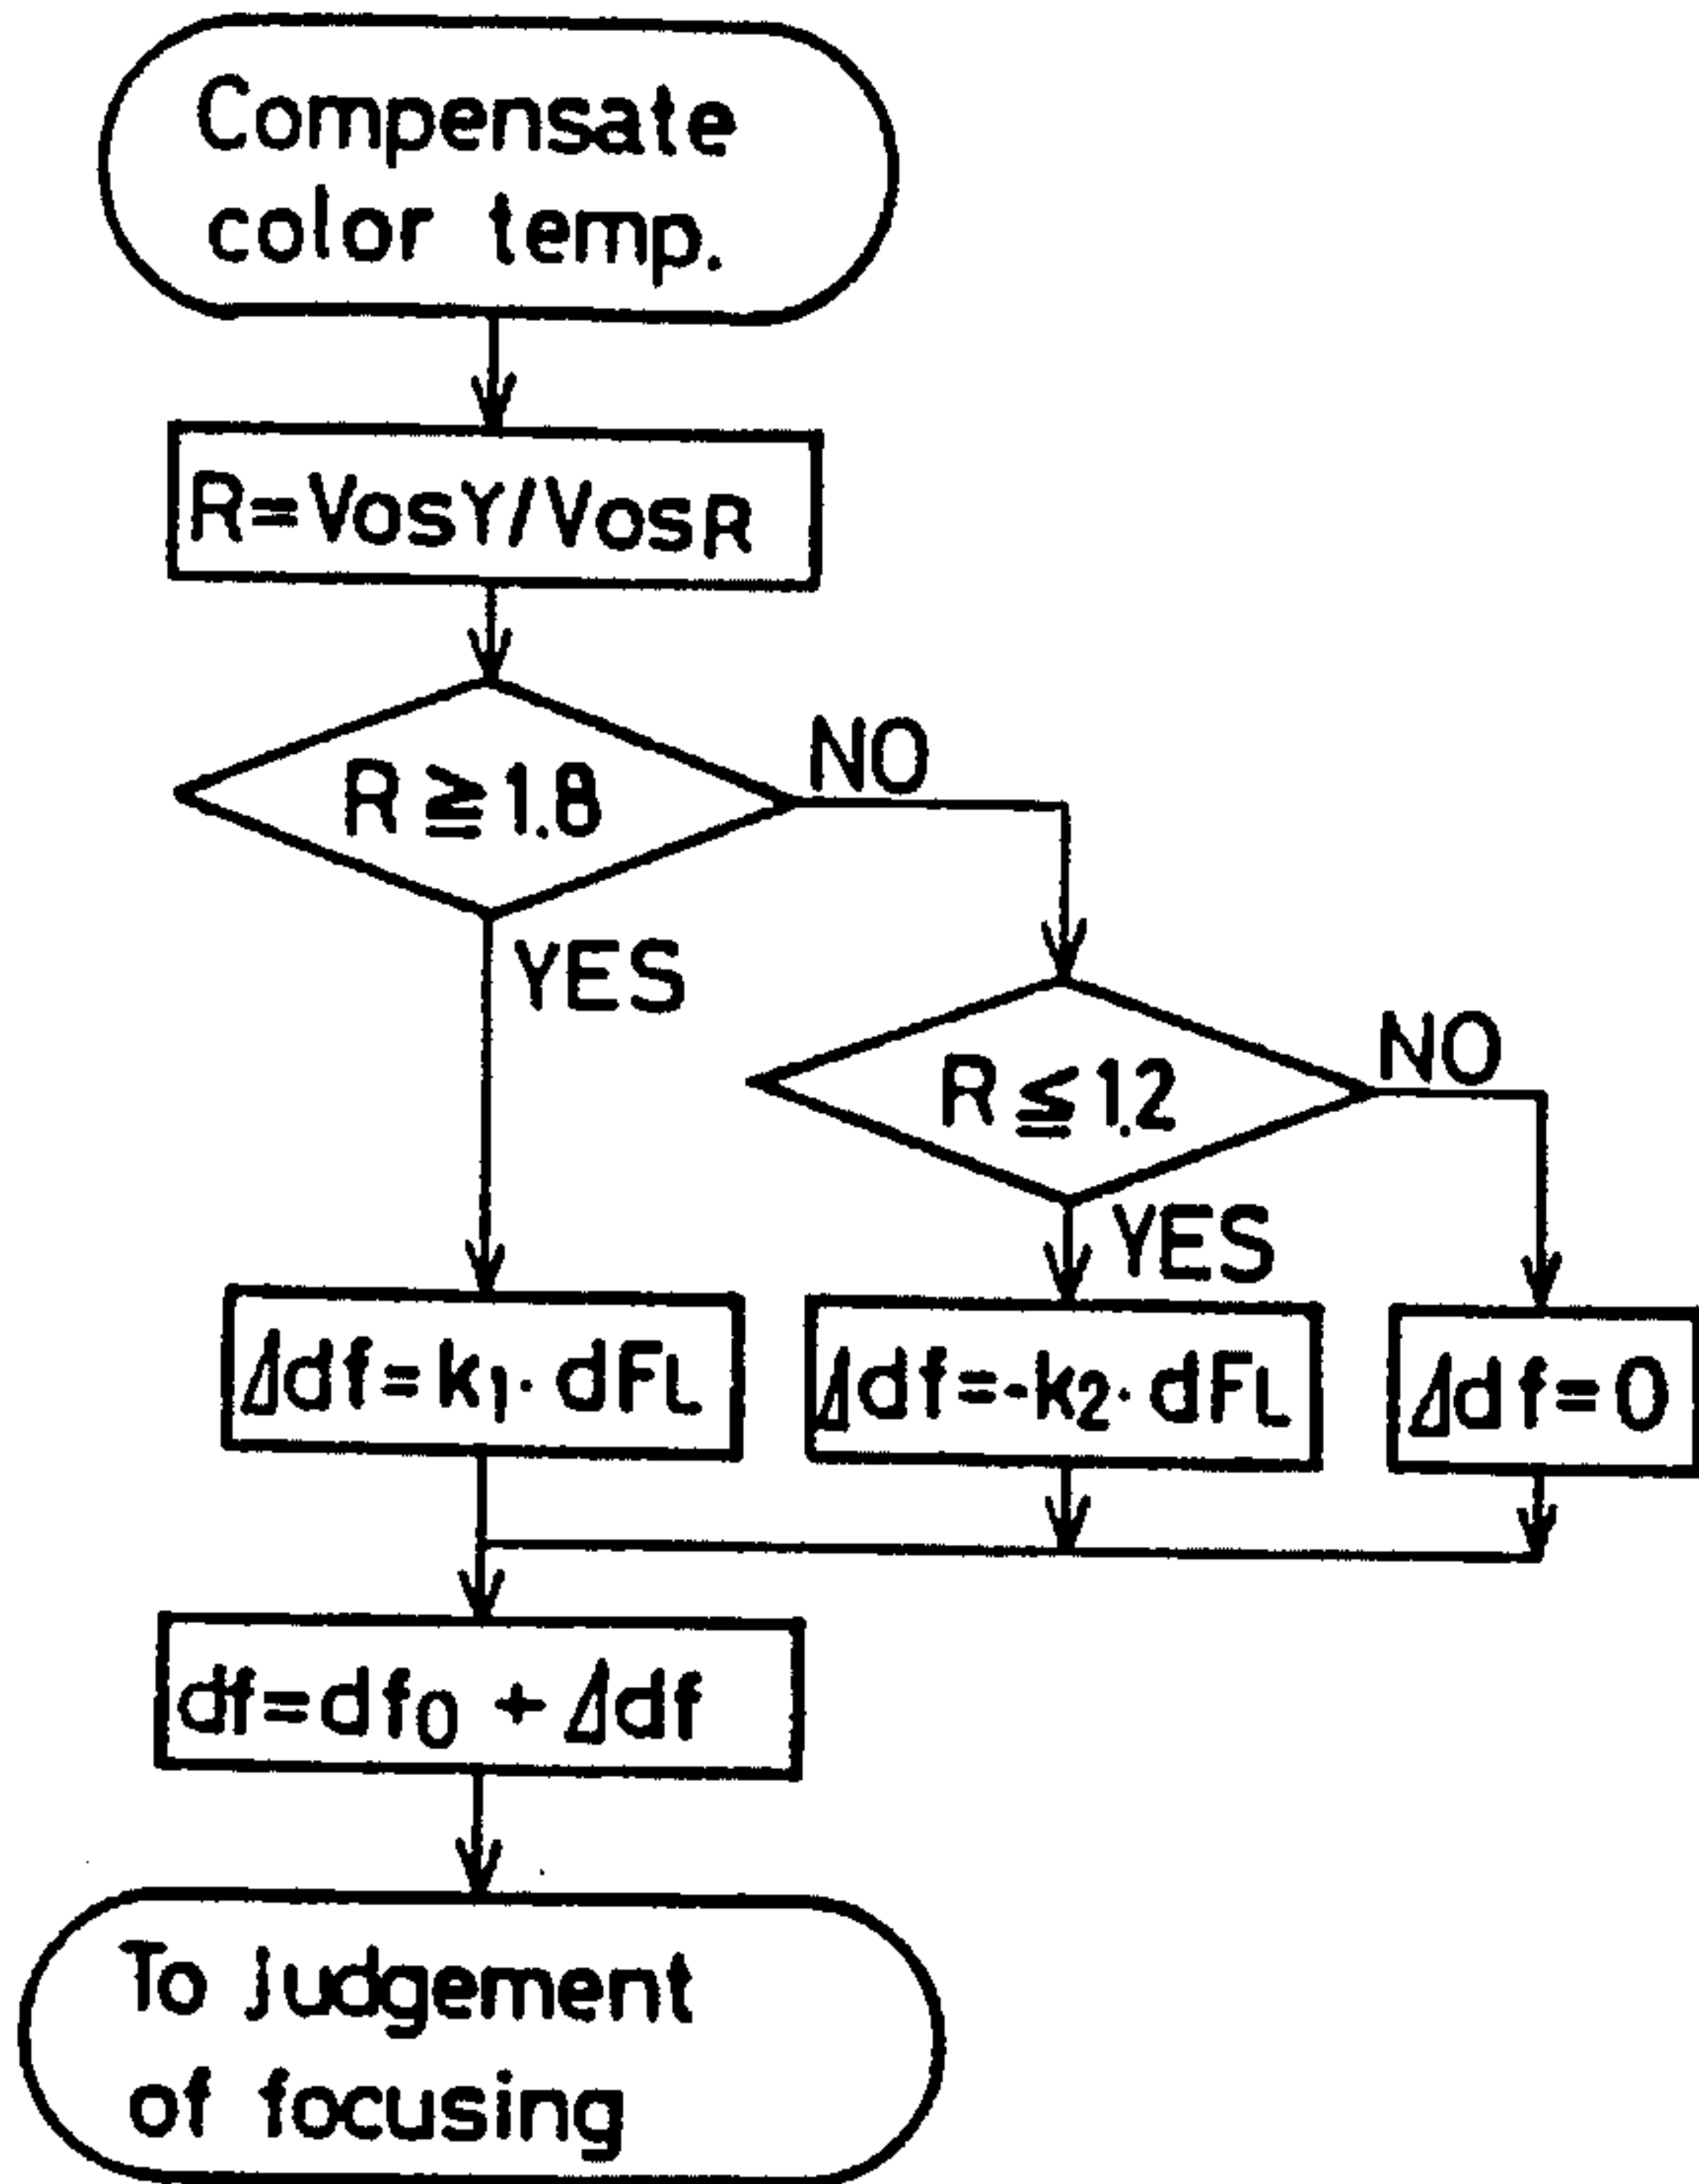 Compensate
color temp.
R=VosY/VosR
R≧1.8
NO
YES
R≦1.2
NO
YES
Δdf=k1・dFL
Δdf=-k2・dFL
Δdf=0
df=df0+Δdf
To judgement
of focusing